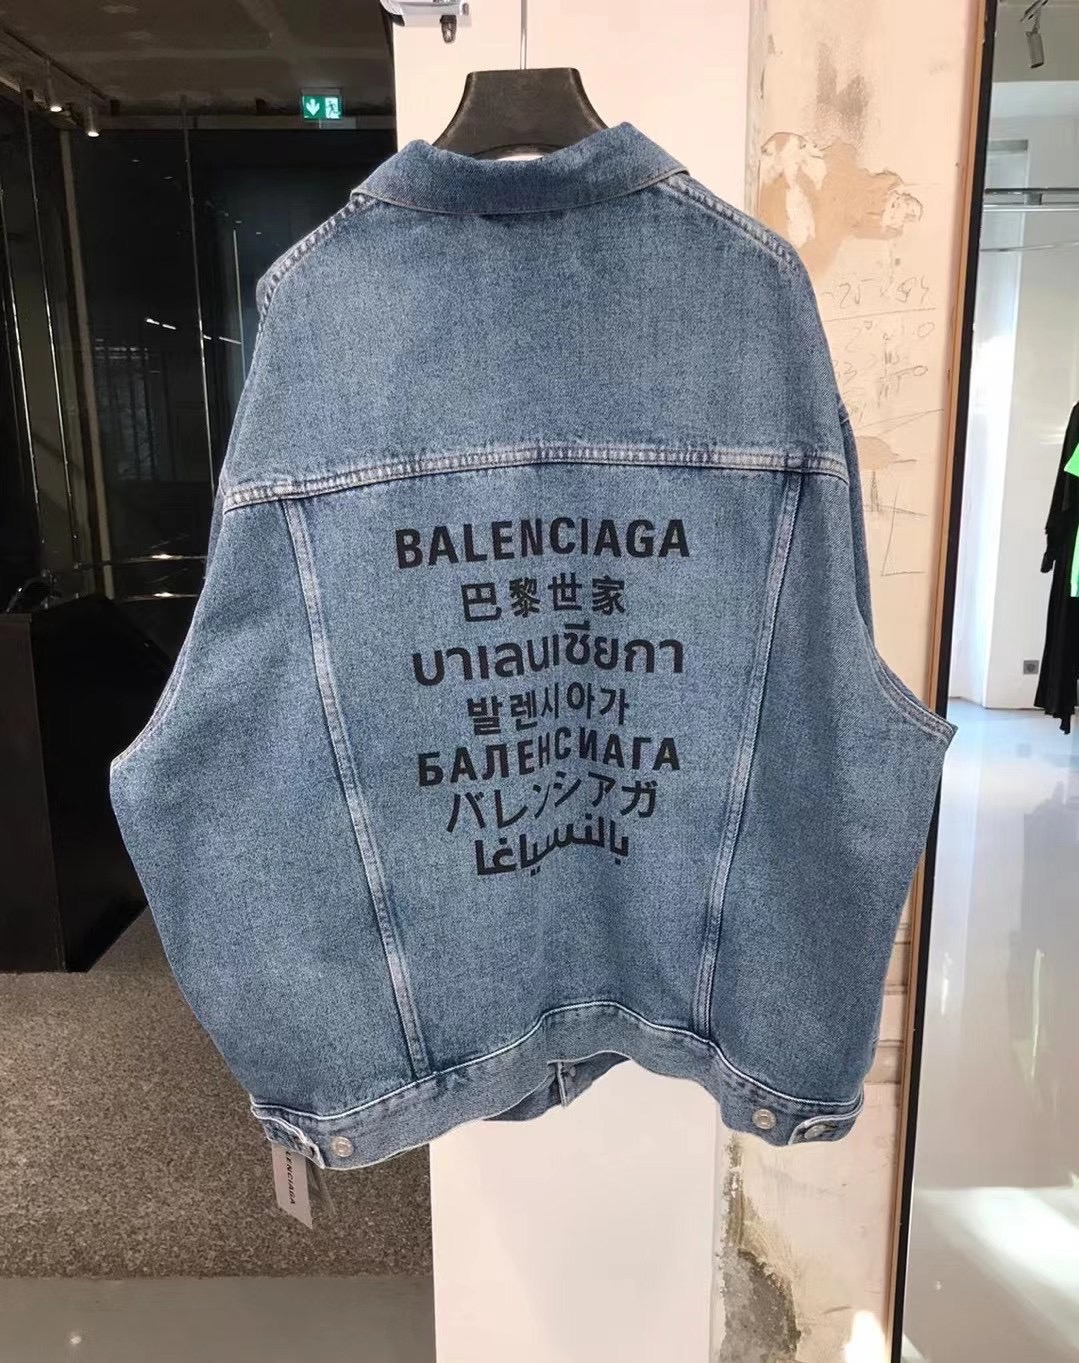 BALENCIAGA
巴黎世家
บาเลนเซียกา
발렌시아가
БАЛЕНСИАГА
バレンシアガ
بالنسياغا
BALENCIAGA